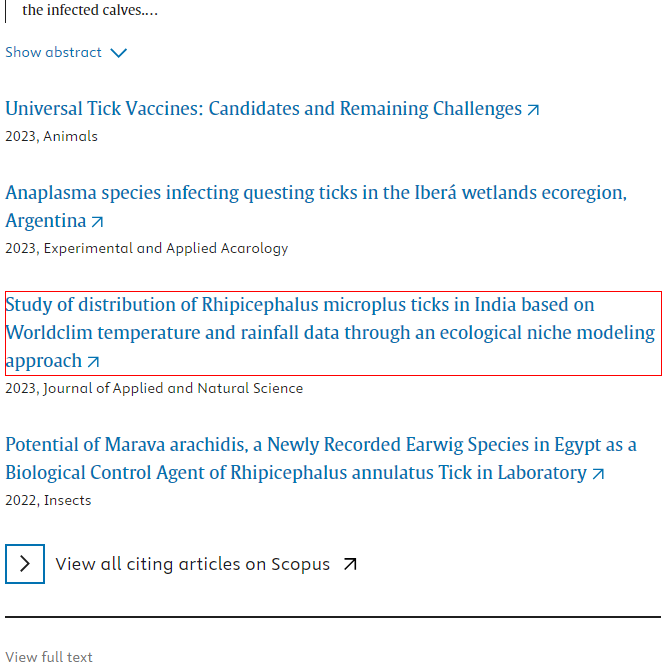 the infected calves.…
Show abstract
Universal Tick Vaccines: Candidates and Remaining Challenges
2023, Animals
Anaplasma species infecting questing ticks in the Iberá wetlands ecoregion,
Argentina
2023, Experimental and Applied Acarology
Study of distribution of Rhipicephalus microplus ticks in India based on
Worldclim temperature and rainfall data through an ecological niche modeling
approach
2023, Journal of Applied and Natural Science
Potential of Marava arachidis, a Newly Recorded Earwig Species in Egypt as a
Biological Control Agent of Rhipicephalus annulatus Tick in Laboratory
2022, Insects
View all citing articles on Scopus
View full text